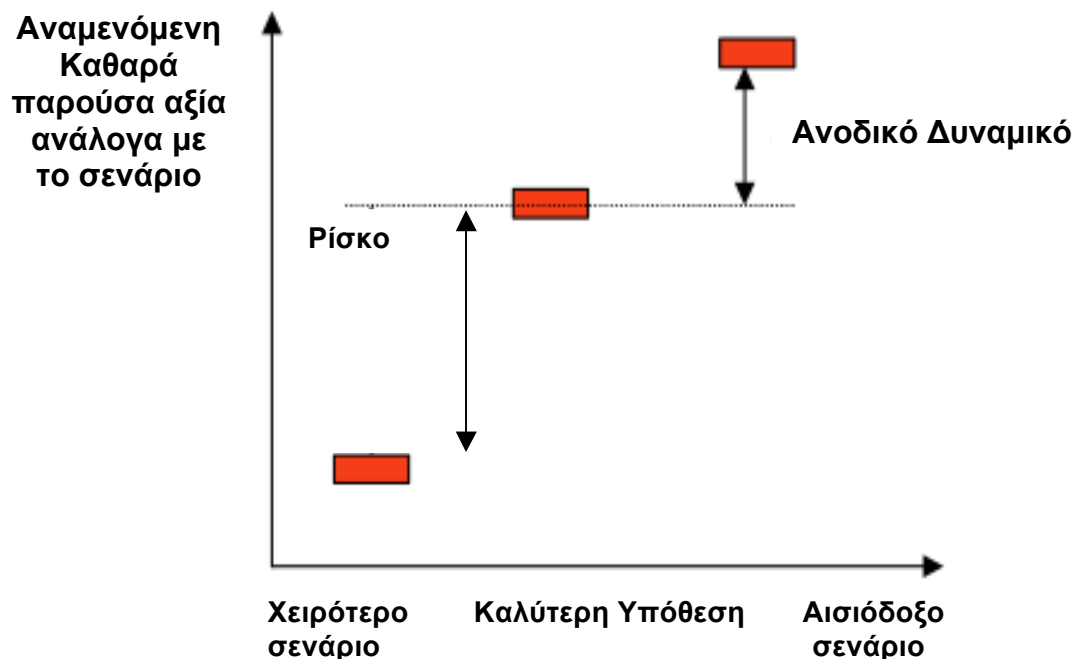 Αναμενόμενη
Καθαρά
παρούσα αξία
ανάλογα με
το σενάριο
Ανοδικό Δυναμικό
Ρίσκο
Χειρότερο
σενάριο
Καλύτερη Υπόθεση
Αισιόδοξο
σενάριο